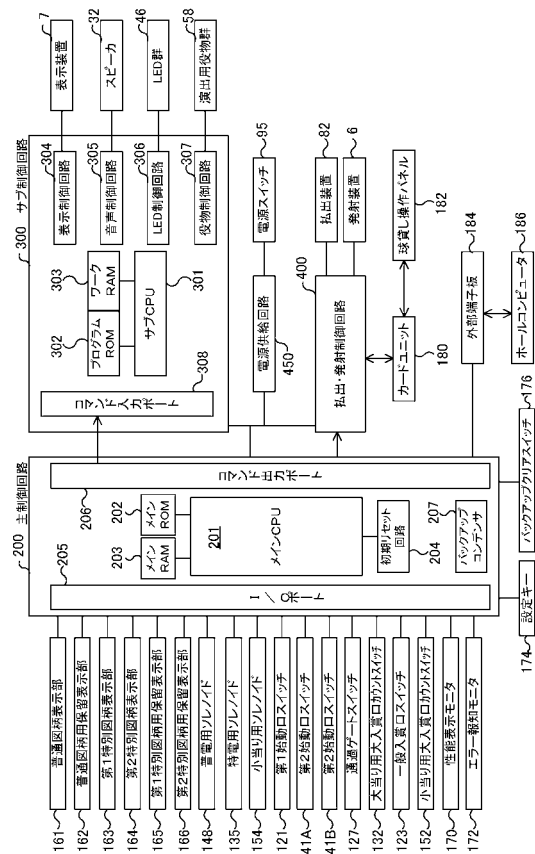 161 普通図柄表示部
162 普通図柄用保留表示部
163 第1特別図柄表示部
164 第2特別図柄表示部
165 第1特別図柄用保留表示部
166 第2特別図柄用保留表示部
148 普電用ソレノイド
135 特電用ソレノイド
154 小当り用ソレノイド
121 第1始動口スイッチ
141A 第2始動口スイッチ
141B 第2始動口スイッチ
127 通過ゲートスイッチ
132 大当り用大入賞口カウントスイッチ
123 一般入賞口スイッチ
152 小当り用大入賞口カウントスイッチ
170 性能表示モニタ
172 エラー報知モニタ
200 主制御回路
205
I/Oポート
203
メイン
RAM
202
メイン
ROM
201
メインCPU
初期リセット
回路
204
207
バックアップ
コンデンサ
206
コマンド出力ポート
174 設定キー
バックアップクリアスイッチ 176
300 サブ制御回路
308
コマンド入力ポート
302
プログラム
ROM
303
ワーク
RAM
サブCPU
301
304
表示制御回路
305
音声制御回路
306
LED制御回路
307
役物制御回路
表示装置 7
スピーカ 32
LED群 46
演出用役物群 58
電源供給回路
450
電源スイッチ 95
400
払出・発射制御回路
払出装置 82
発射装置 6
カードユニット
180
球貸し操作パネル
182
外部端子板 184
ホールコンピュータ 186